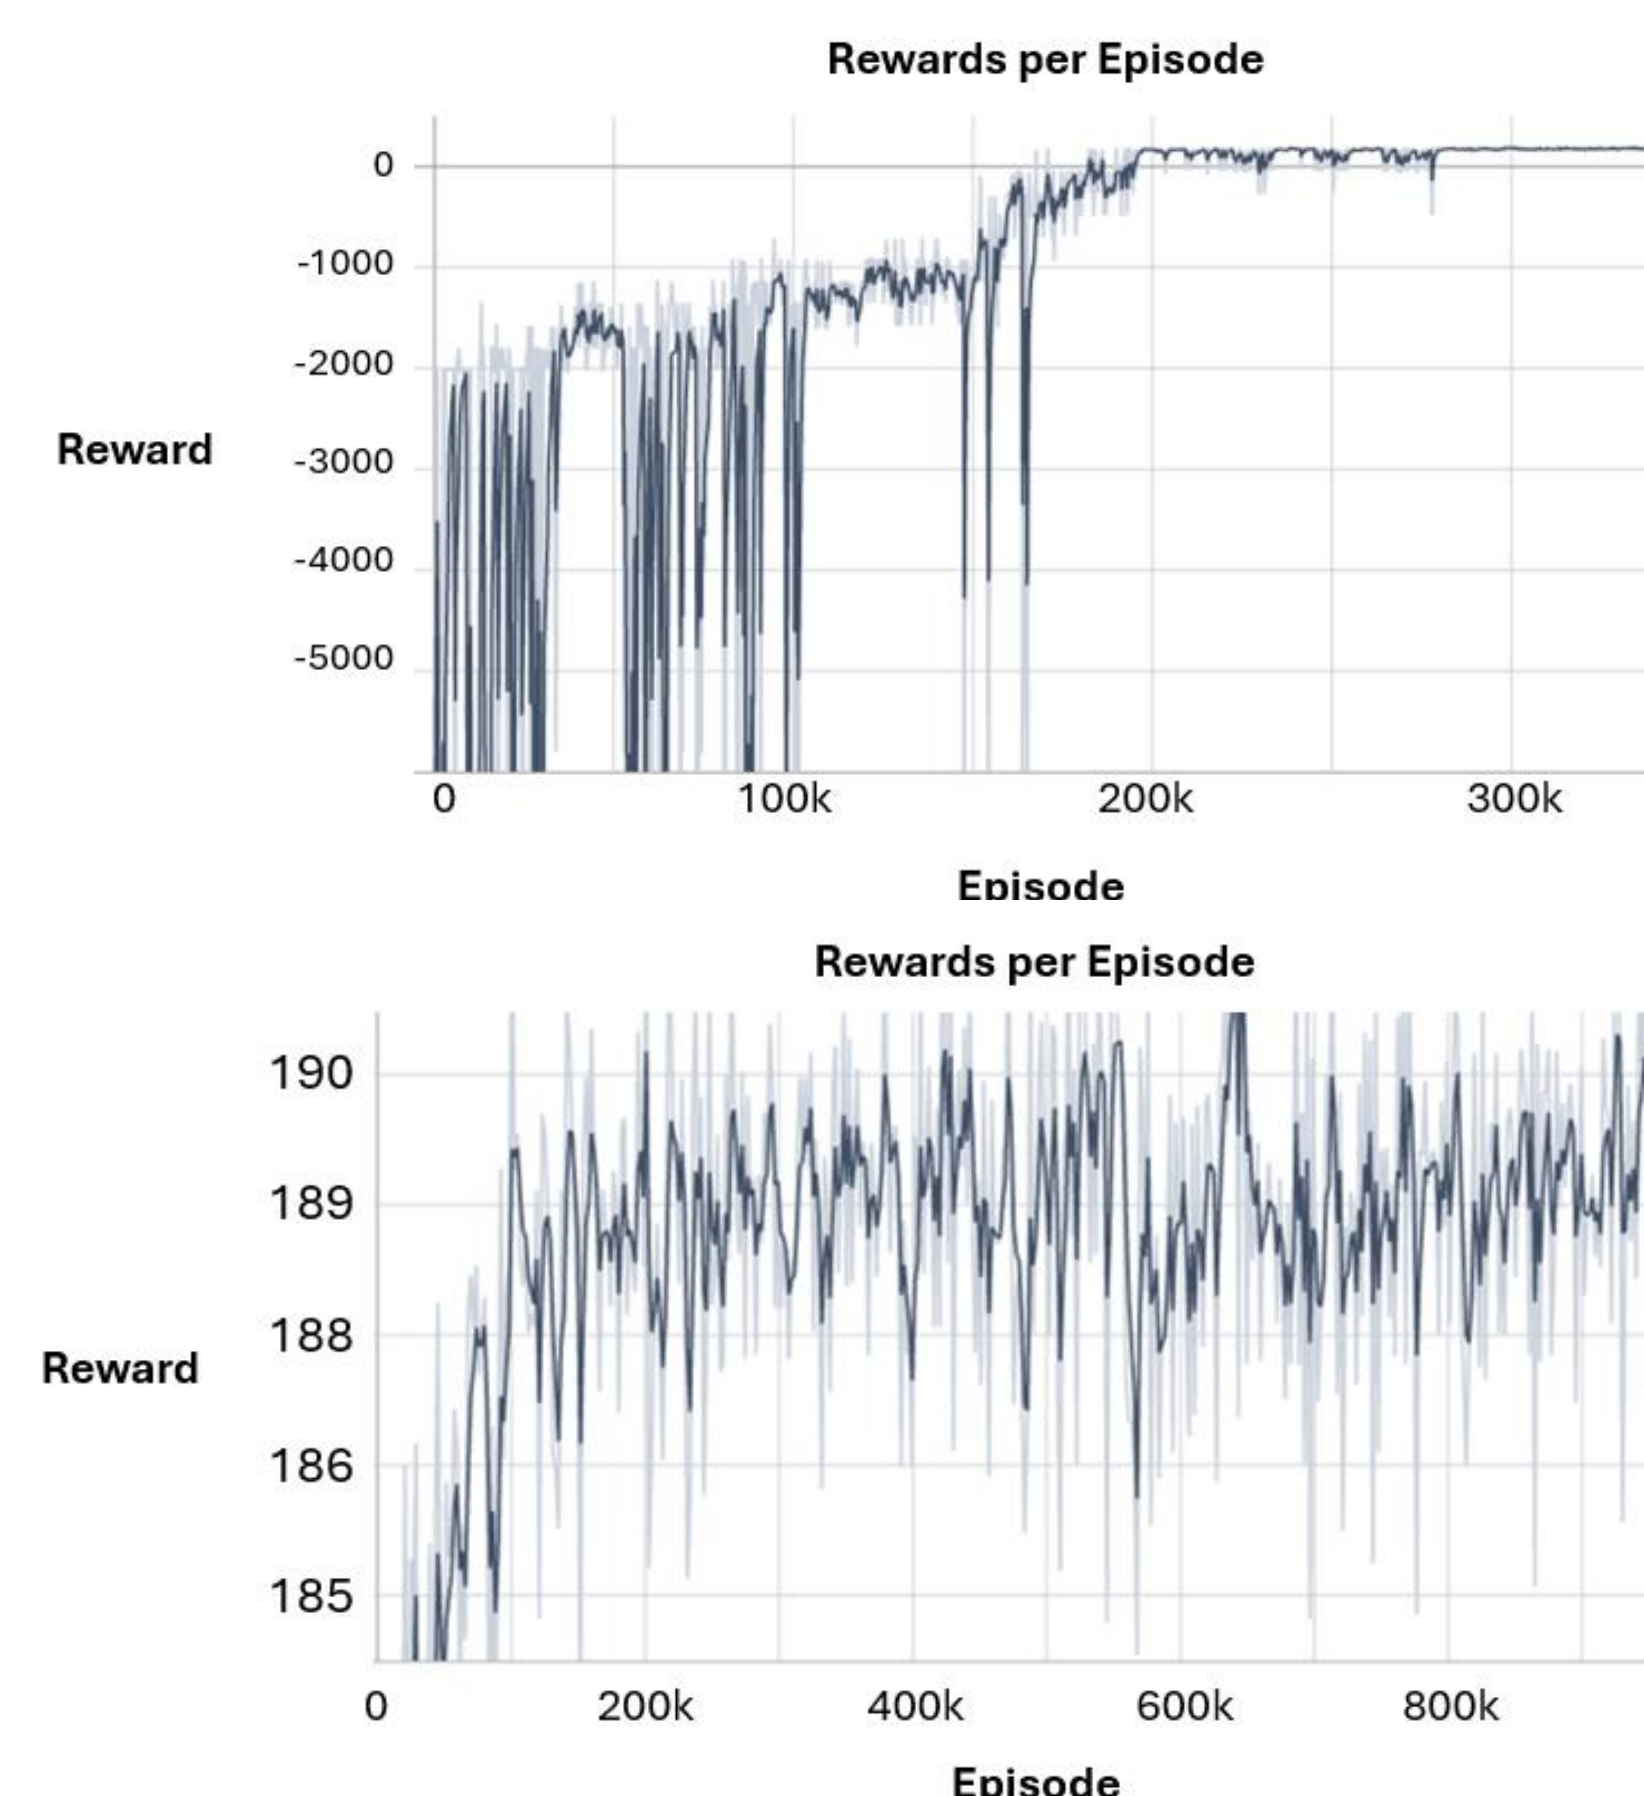 Rewards per Episode
0
-1000
-2000
Reward
-3000
-4000
-5000
0 100k 200k 300k
Episode
Rewards per Episode
190
189
188
Reward
186
185
0 200k 400k 600k 800k
Episode